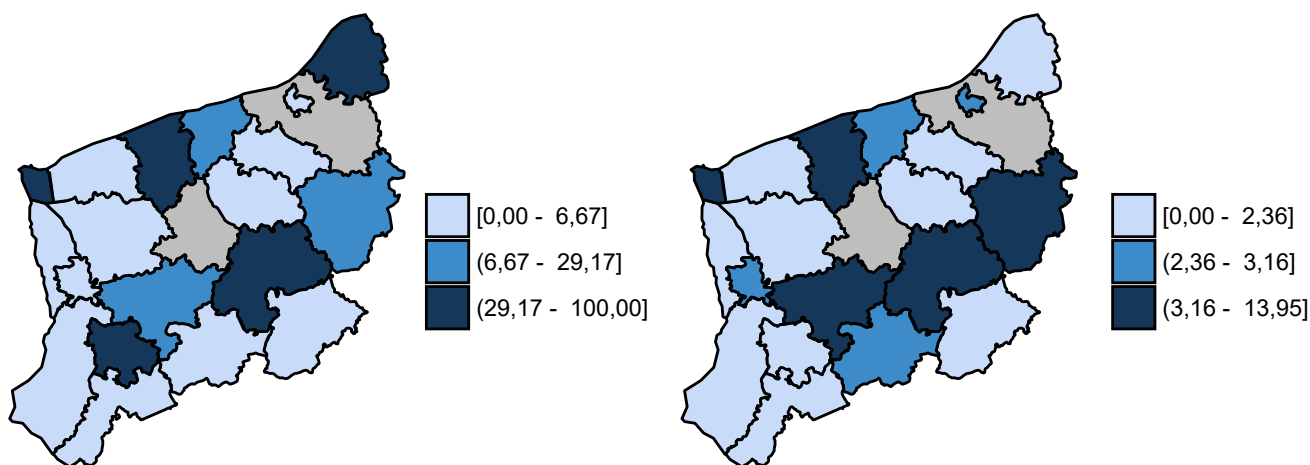 [0,00 - 6,67]
(6,67 - 29,17]
(29,17 - 100,00]
[0,00 - 2,36]
(2,36 - 3,16]
(3,16 - 13,95]